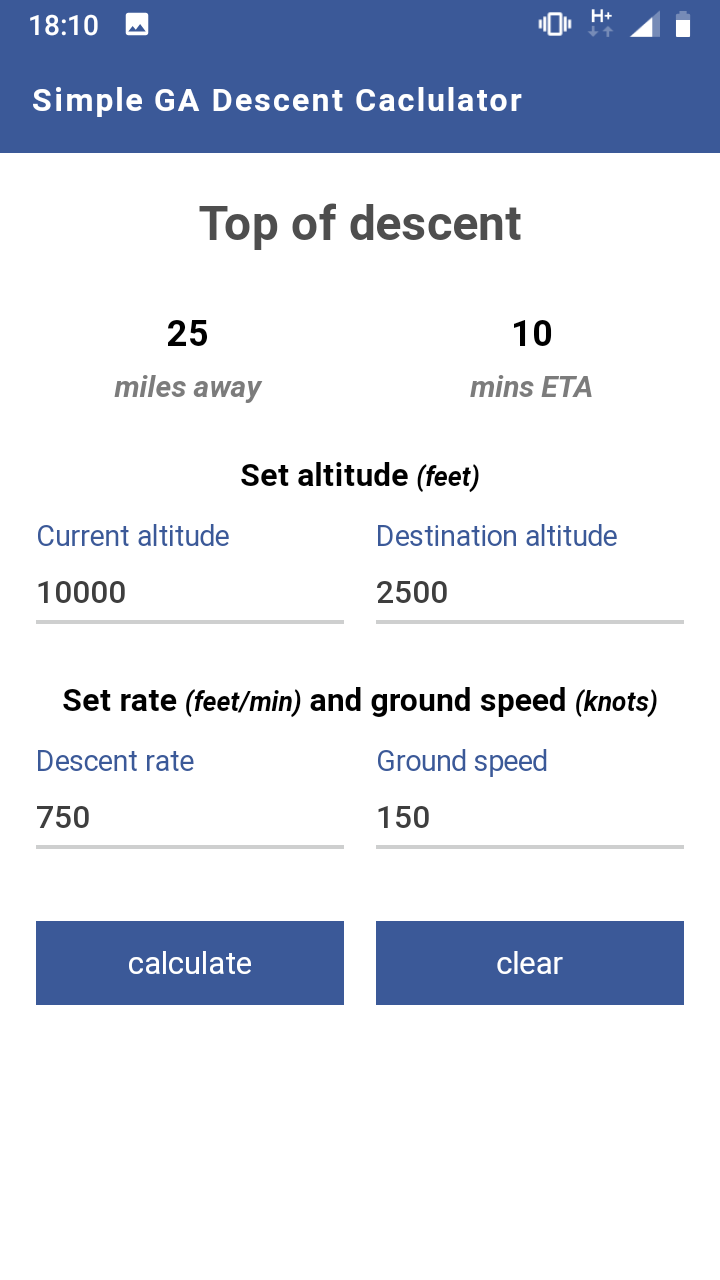 18:10
H+
Simple GA Descent Caclulator
Top of descent
25 10
miles away mins ETA
Set altitude (feet)
Current altitude Destination altitude
10000 2500
Set rate (feet/min) and ground speed (knots)
Descent rate Ground speed
750 150
calculate clear